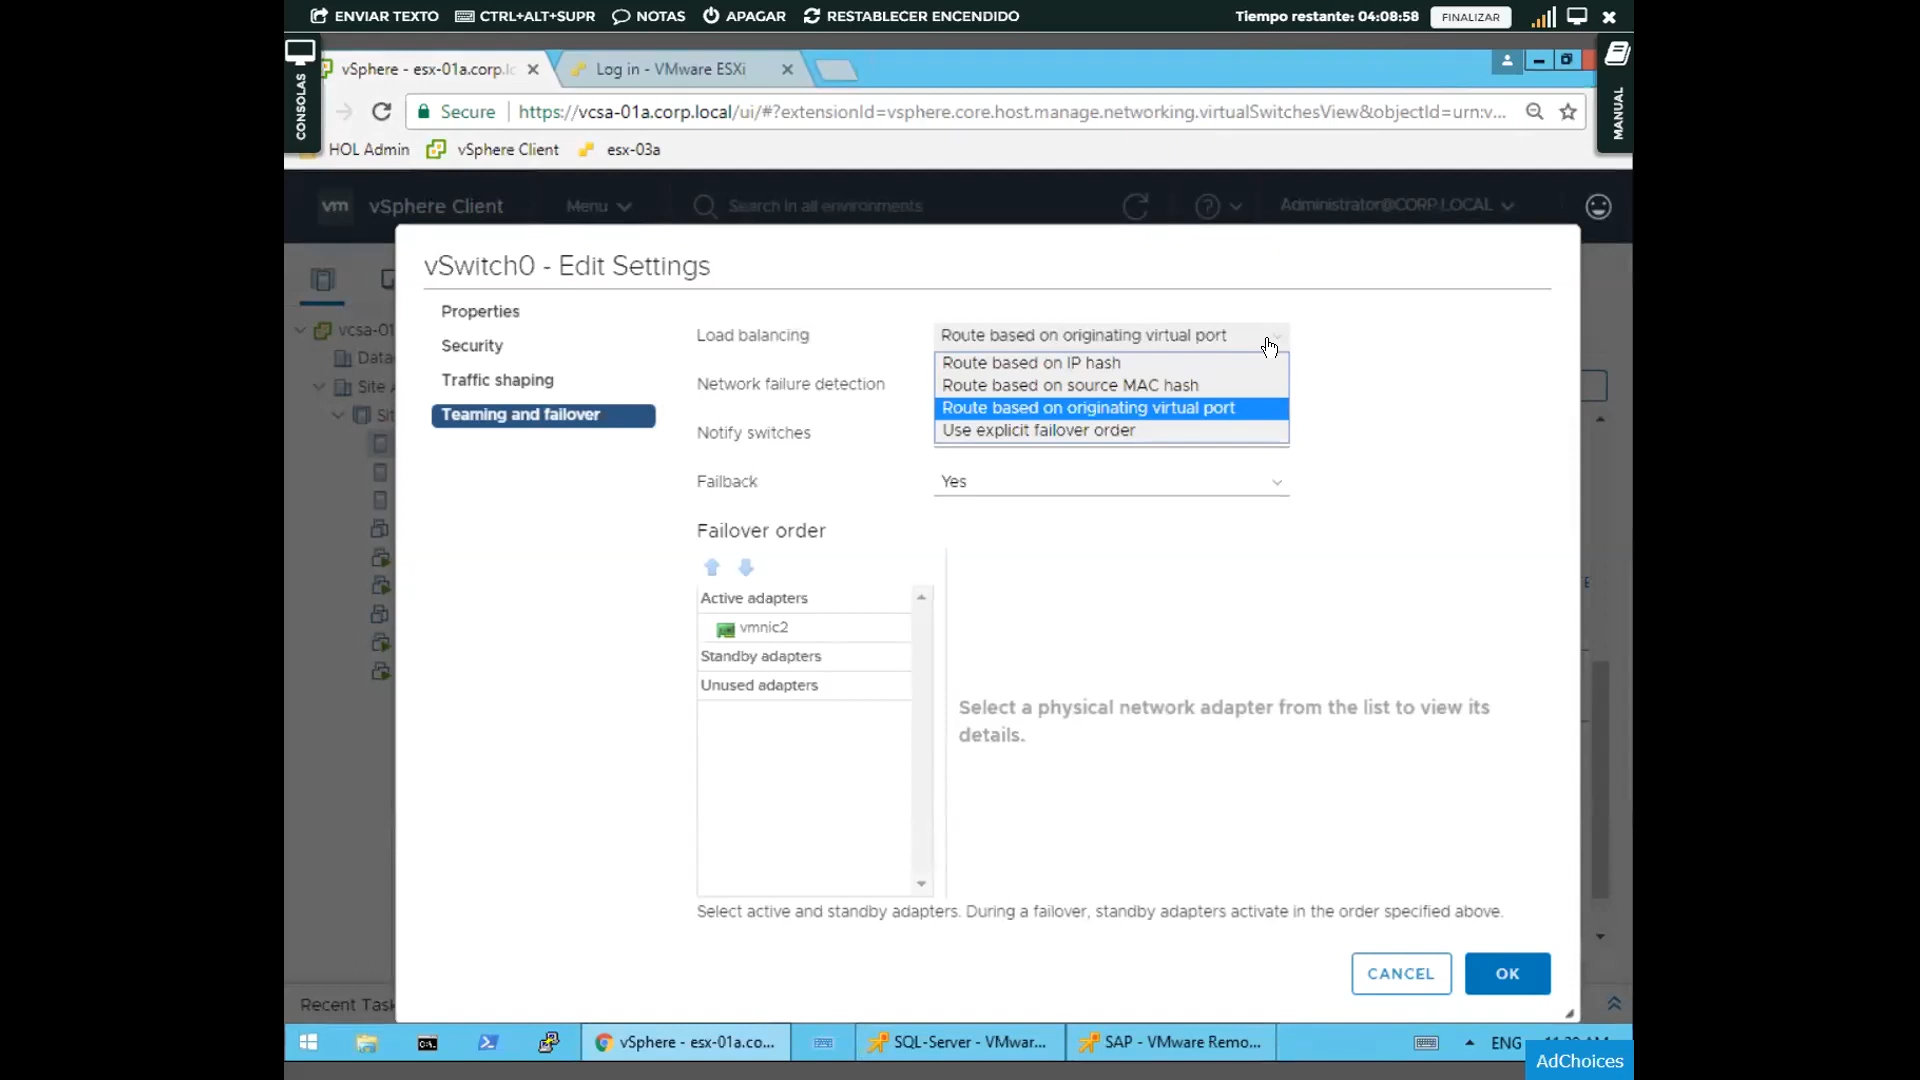 ENVIAR TEXTO CTRL+ALT+SUPR NOTAS APAGAR RESTABLECER ENCENDIDO Tiempo restante: 04:08:58 FINALIZAR
CONSOLAS
MANUAL
vSphere - esx-01a.corp.lo Log in - VMware ESXi
Secure https://vcsa-01a.corp.local/ui/#?extensionId=vsphere.core.host.manage.networking.virtualSwitchesView&objectId=urn:v...
HOL Admin vSphere Client esx-03a
vm vSphere Client Menu Search in all environments Administrator@CORP.LOCAL
vSwitch0 - Edit Settings
Properties
Security
Traffic shaping
Teaming and failover
vcsa-01
Data
Site
Sit
Load balancing Route based on originating virtual port
Route based on IP hash
Route based on source MAC hash
Route based on originating virtual port
Use explicit failover order
Network failure detection
Notify switches
Failback Yes
Failover order
Active adapters
vmnic2
Standby adapters
Unused adapters
Select a physical network adapter from the list to view its
details.
Select active and standby adapters. During a failover, standby adapters activate in the order specified above.
CANCEL OK
Recent Task
vSphere - esx-01a.co... SQL-Server - VMwar... SAP - VMware Remo... ENG
AdChoices